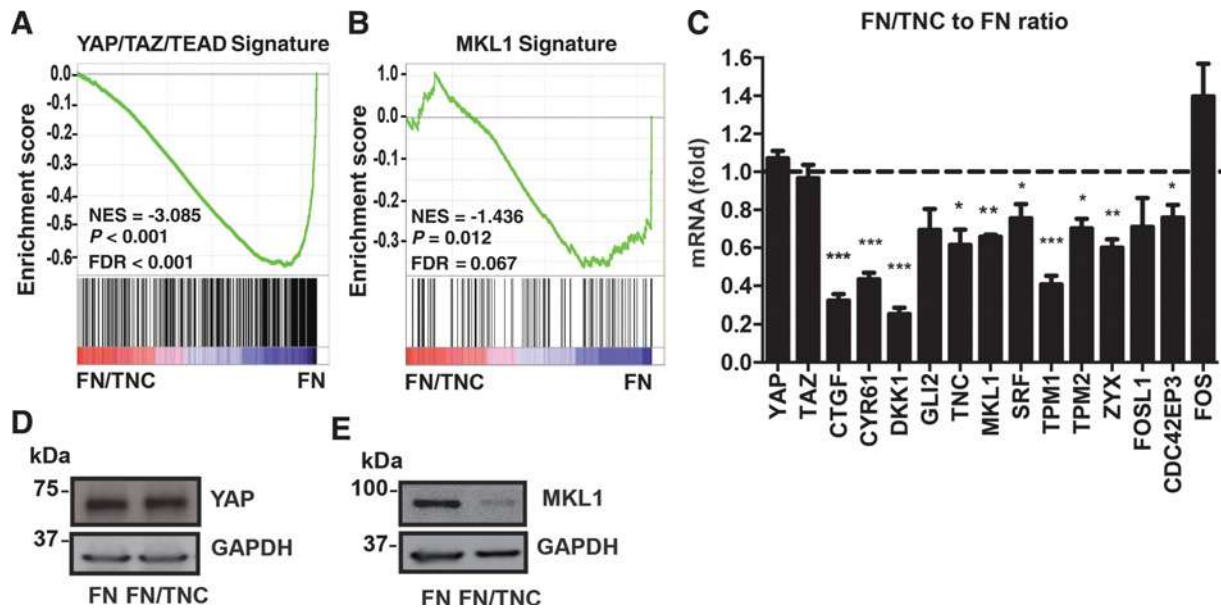 A
YAP/TAZ/TEAD Signature
Enrichment score
0.0
-0.1
-0.2
-0.3
-0.4
-0.5
-0.6
NES = -3.085
P < 0.001
FDR < 0.001
FN/TNC FN
B
MKL1 Signature
Enrichment score
1.0
0.0
-0.1
-0.2
-0.3
NES = -1.436
P = 0.012
FDR = 0.067
FN/TNC FN
C
FN/TNC to FN ratio
mRNA (fold)
1.6
1.4
1.2
1.0
0.8
0.6
0.4
0.2
0.0
*** *** *** * ** * *** * ** *
YAP
TAZ
CTGF
CYR61
DKK1
GLI2
TNC
MKL1
SRF
TPM1
TPM2
ZYX
FOSL1
CDC42EP3
FOS
D
kDa
75- YAP
37- GAPDH
FN FN/TNC
E
kDa
100- MKL1
37- GAPDH
FN FN/TNC